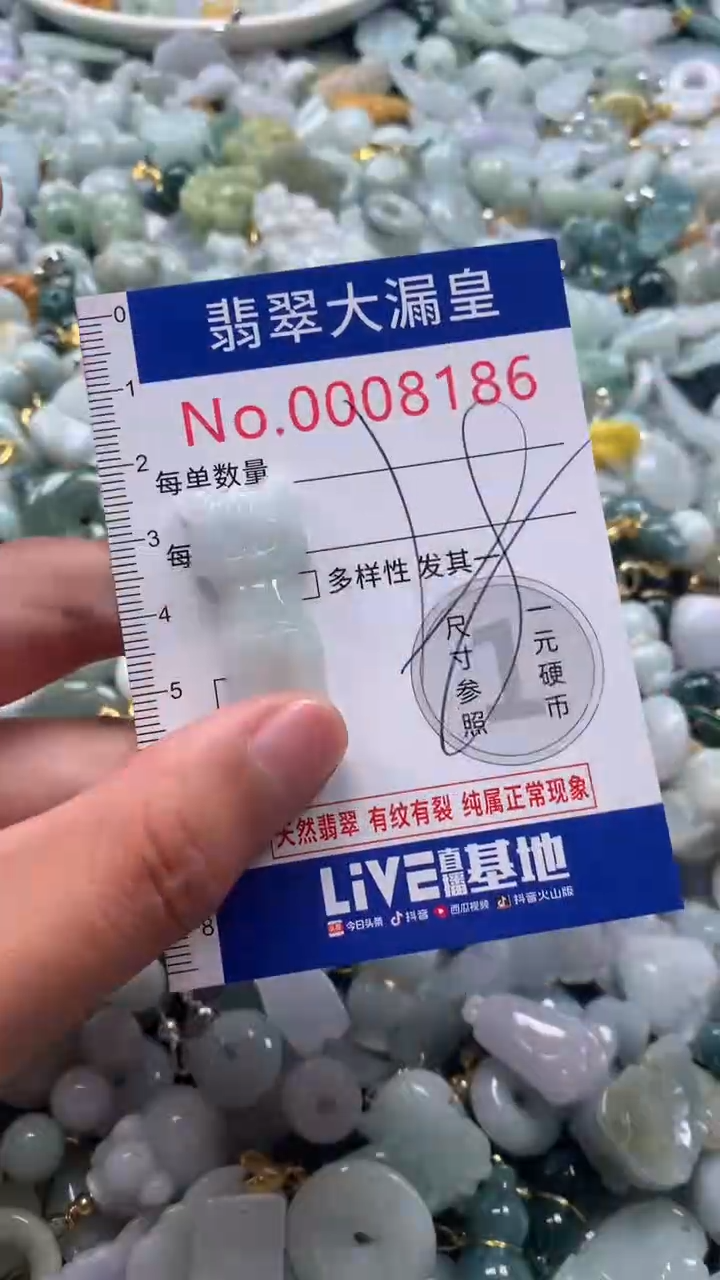 翡翠大漏皇
No.0008186
每单数量
每
多样性 发其一
尺寸参照
一元硬币
1
天然翡翠 有纹有裂 纯属正常现象
LiVE直播基地
头条 今日头条 抖音 西瓜视频 抖音火山版
0
1
2
3
4
5
8